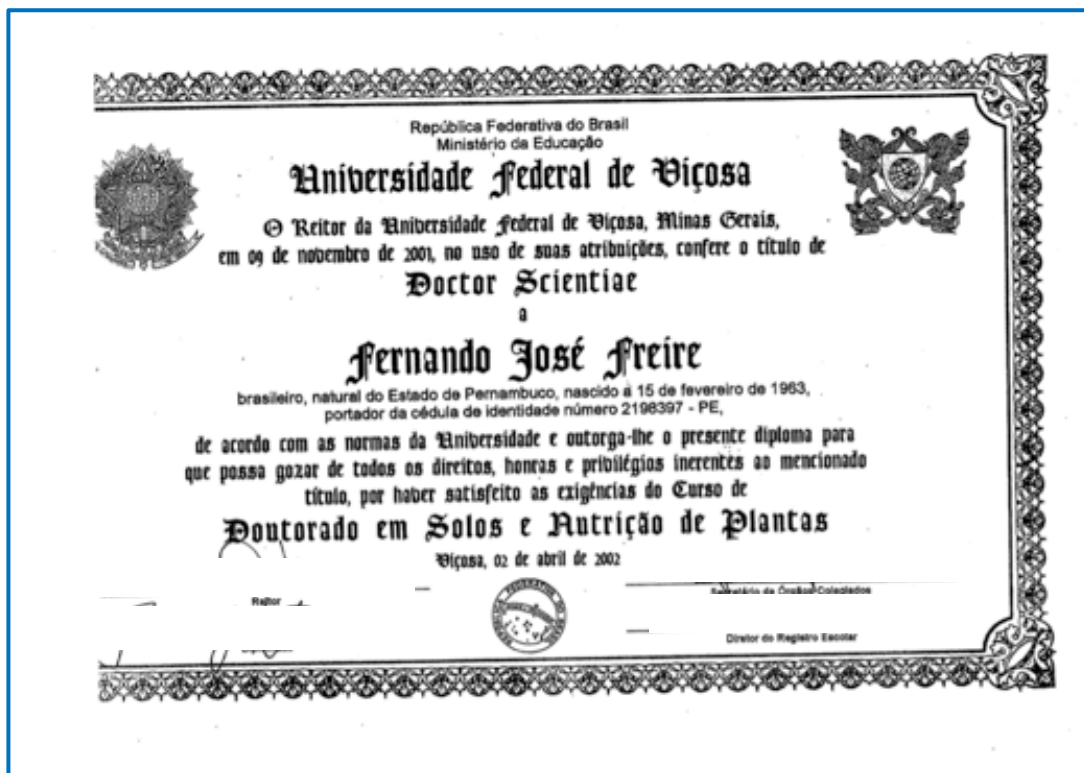 República Federativa do Brasil
Ministério da Educação
Universidade Federal de Viçosa
O Reitor da Universidade Federal de Viçosa, Minas Gerais,
em 09 de novembro de 2001, no uso de suas atribuições, confere o título de
Doctor Scientiae
a
Fernando José Freire
brasileiro, natural do Estado de Pernambuco, nascido a 15 de fevereiro de 1963,
portador da cédula de identidade número 2198397 - PE,
de acordo com as normas da Universidade e outorga-lhe o presente diploma para
que possa gozar de todos os direitos, honras e privilégios inerentes ao mencionado
título, por haver satisfeito as exigências do Curso de
Doutorado em Solos e Nutrição de Plantas
Viçosa, 02 de abril de 2002
Reitor
Secretário de Órgãos Colegiados
Diretor do Registro Escolar